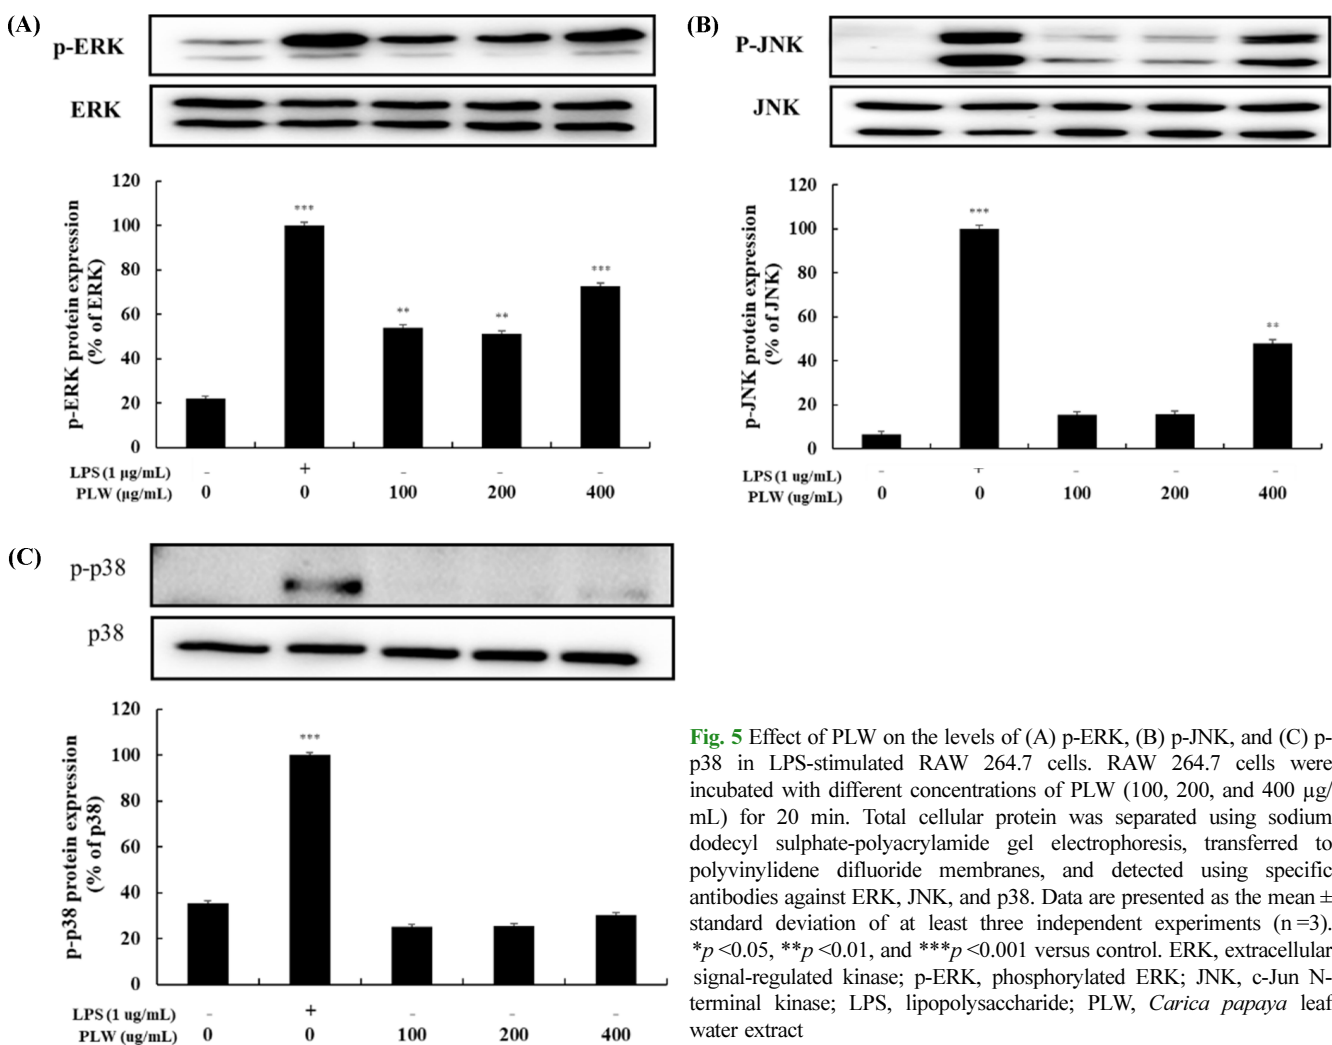 (A)
p-ERK
ERK
p-ERK protein expression
(% of ERK)
120
100
80
60
40
20
0
***
**
**
***
LPS (1 µg/mL) - + - - -
PLW (µg/mL) 0 0 100 200 400
(B)
P-JNK
JNK
p-JNK protein expression
(% of JNK)
120
100
80
60
40
20
0
***
**
LPS (1 ug/mL) - + - - -
PLW (ug/mL) 0 0 100 200 400
(C)
p-p38
p38
p-p38 protein expression
(% of p38)
120
100
80
60
40
20
0
***
LPS (1 ug/mL) - + - - -
PLW (ug/mL) 0 0 100 200 400
Fig. 5 Effect of PLW on the levels of (A) p-ERK, (B) p-JNK, and (C) p-
p38 in LPS-stimulated RAW 264.7 cells. RAW 264.7 cells were
incubated with different concentrations of PLW (100, 200, and 400 µg/
mL) for 20 min. Total cellular protein was separated using sodium
dodecyl sulphate-polyacrylamide gel electrophoresis, transferred to
polyvinylidene difluoride membranes, and detected using specific
antibodies against ERK, JNK, and p38. Data are presented as the mean ±
standard deviation of at least three independent experiments (n =3).
*p <0.05, **p <0.01, and ***p <0.001 versus control. ERK, extracellular
signal-regulated kinase; p-ERK, phosphorylated ERK; JNK, c-Jun N-
terminal kinase; LPS, lipopolysaccharide; PLW, Carica papaya leaf
water extract